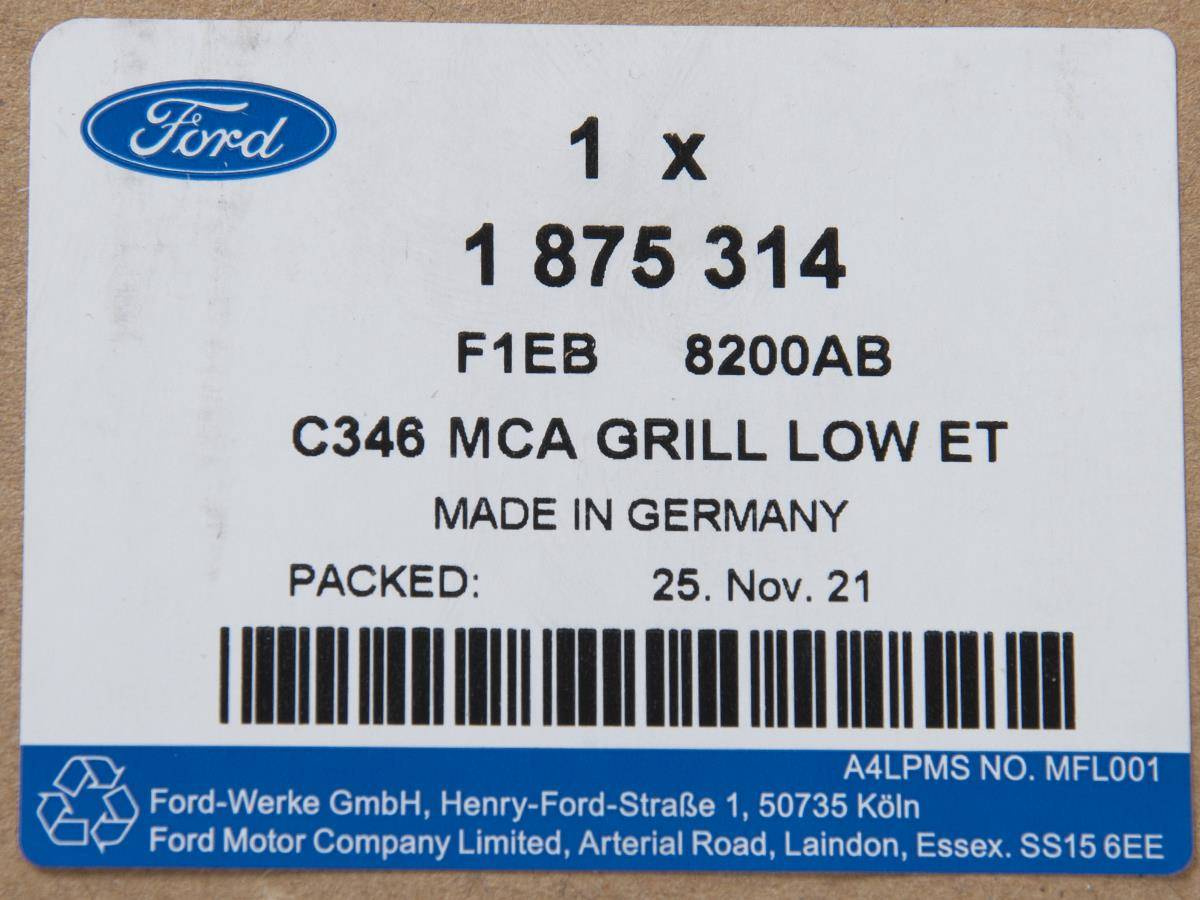 Ford
1 x
1 875 314
F1EB 8200AB
C346 MCA GRILL LOW ET
MADE IN GERMANY
PACKED: 25. Nov. 21
A4LPMS NO. MFL001
Ford-Werke GmbH, Henry-Ford-Straße 1, 50735 Köln
Ford Motor Company Limited, Arterial Road, Laindon, Essex. SS15 6EE